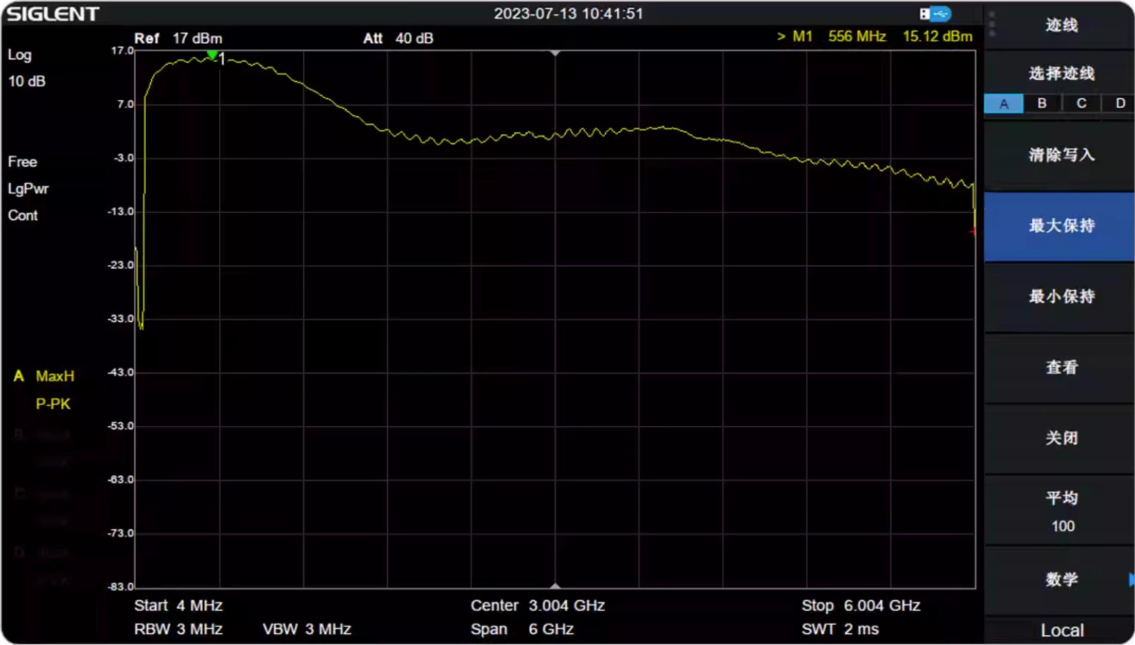 SIGLENT
2023-07-13 10:41:51
Ref 17 dBm
Att 40 dB
> M1 556 MHz 15.12 dBm
Log
10 dB
Free
LgPwr
Cont
A MaxH
P-PK
17.0
7.0
-3.0
-13.0
-23.0
-33.0
-43.0
-53.0
-63.0
-73.0
-83.0
1
Start 4 MHz
Center 3.004 GHz
Stop 6.004 GHz
RBW 3 MHz
VBW 3 MHz
Span 6 GHz
SWT 2 ms
迹线
选择迹线
A B C D
清除写入
最大保持
最小保持
查看
关闭
平均
100
数学
Local